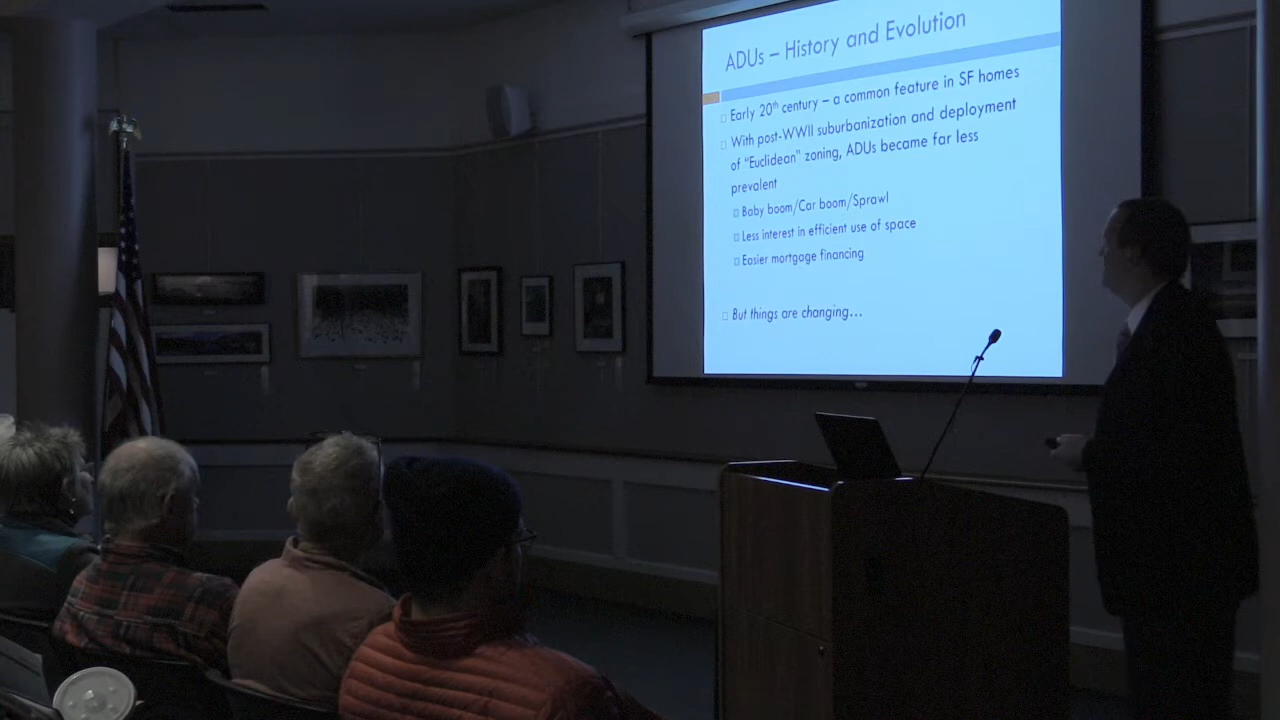 ADUs – History and Evolution
Early 20th century – a common feature in SF homes
With post-WWII suburbanization and deployment
of "Euclidean" zoning, ADUs became far less
prevalent
Baby boom/Car boom/Sprawl
Less interest in efficient use of space
Easier mortgage financing
But things are changing...